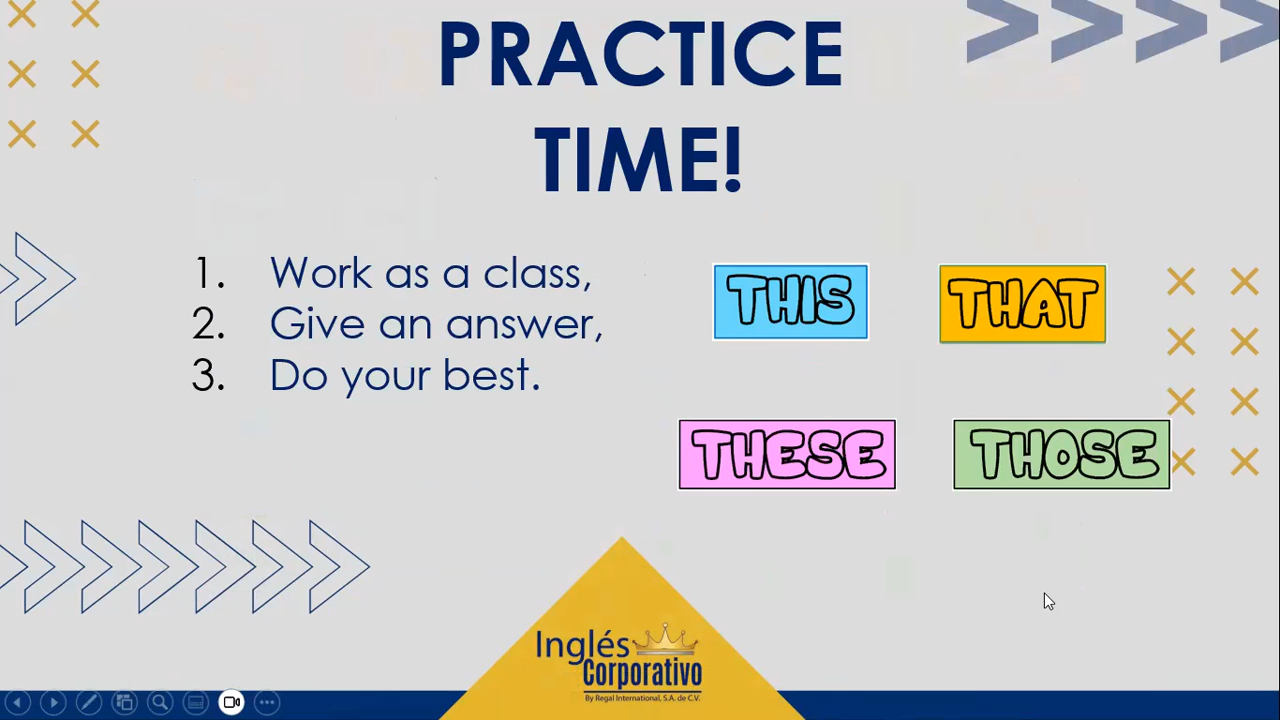 PRACTICE
TIME!
1. Work as a class,
2. Give an answer,
3. Do your best.
THIS
THAT
THESE
THOSE
Inglés
Corporativo
By Regal International, S.A. de C.V.